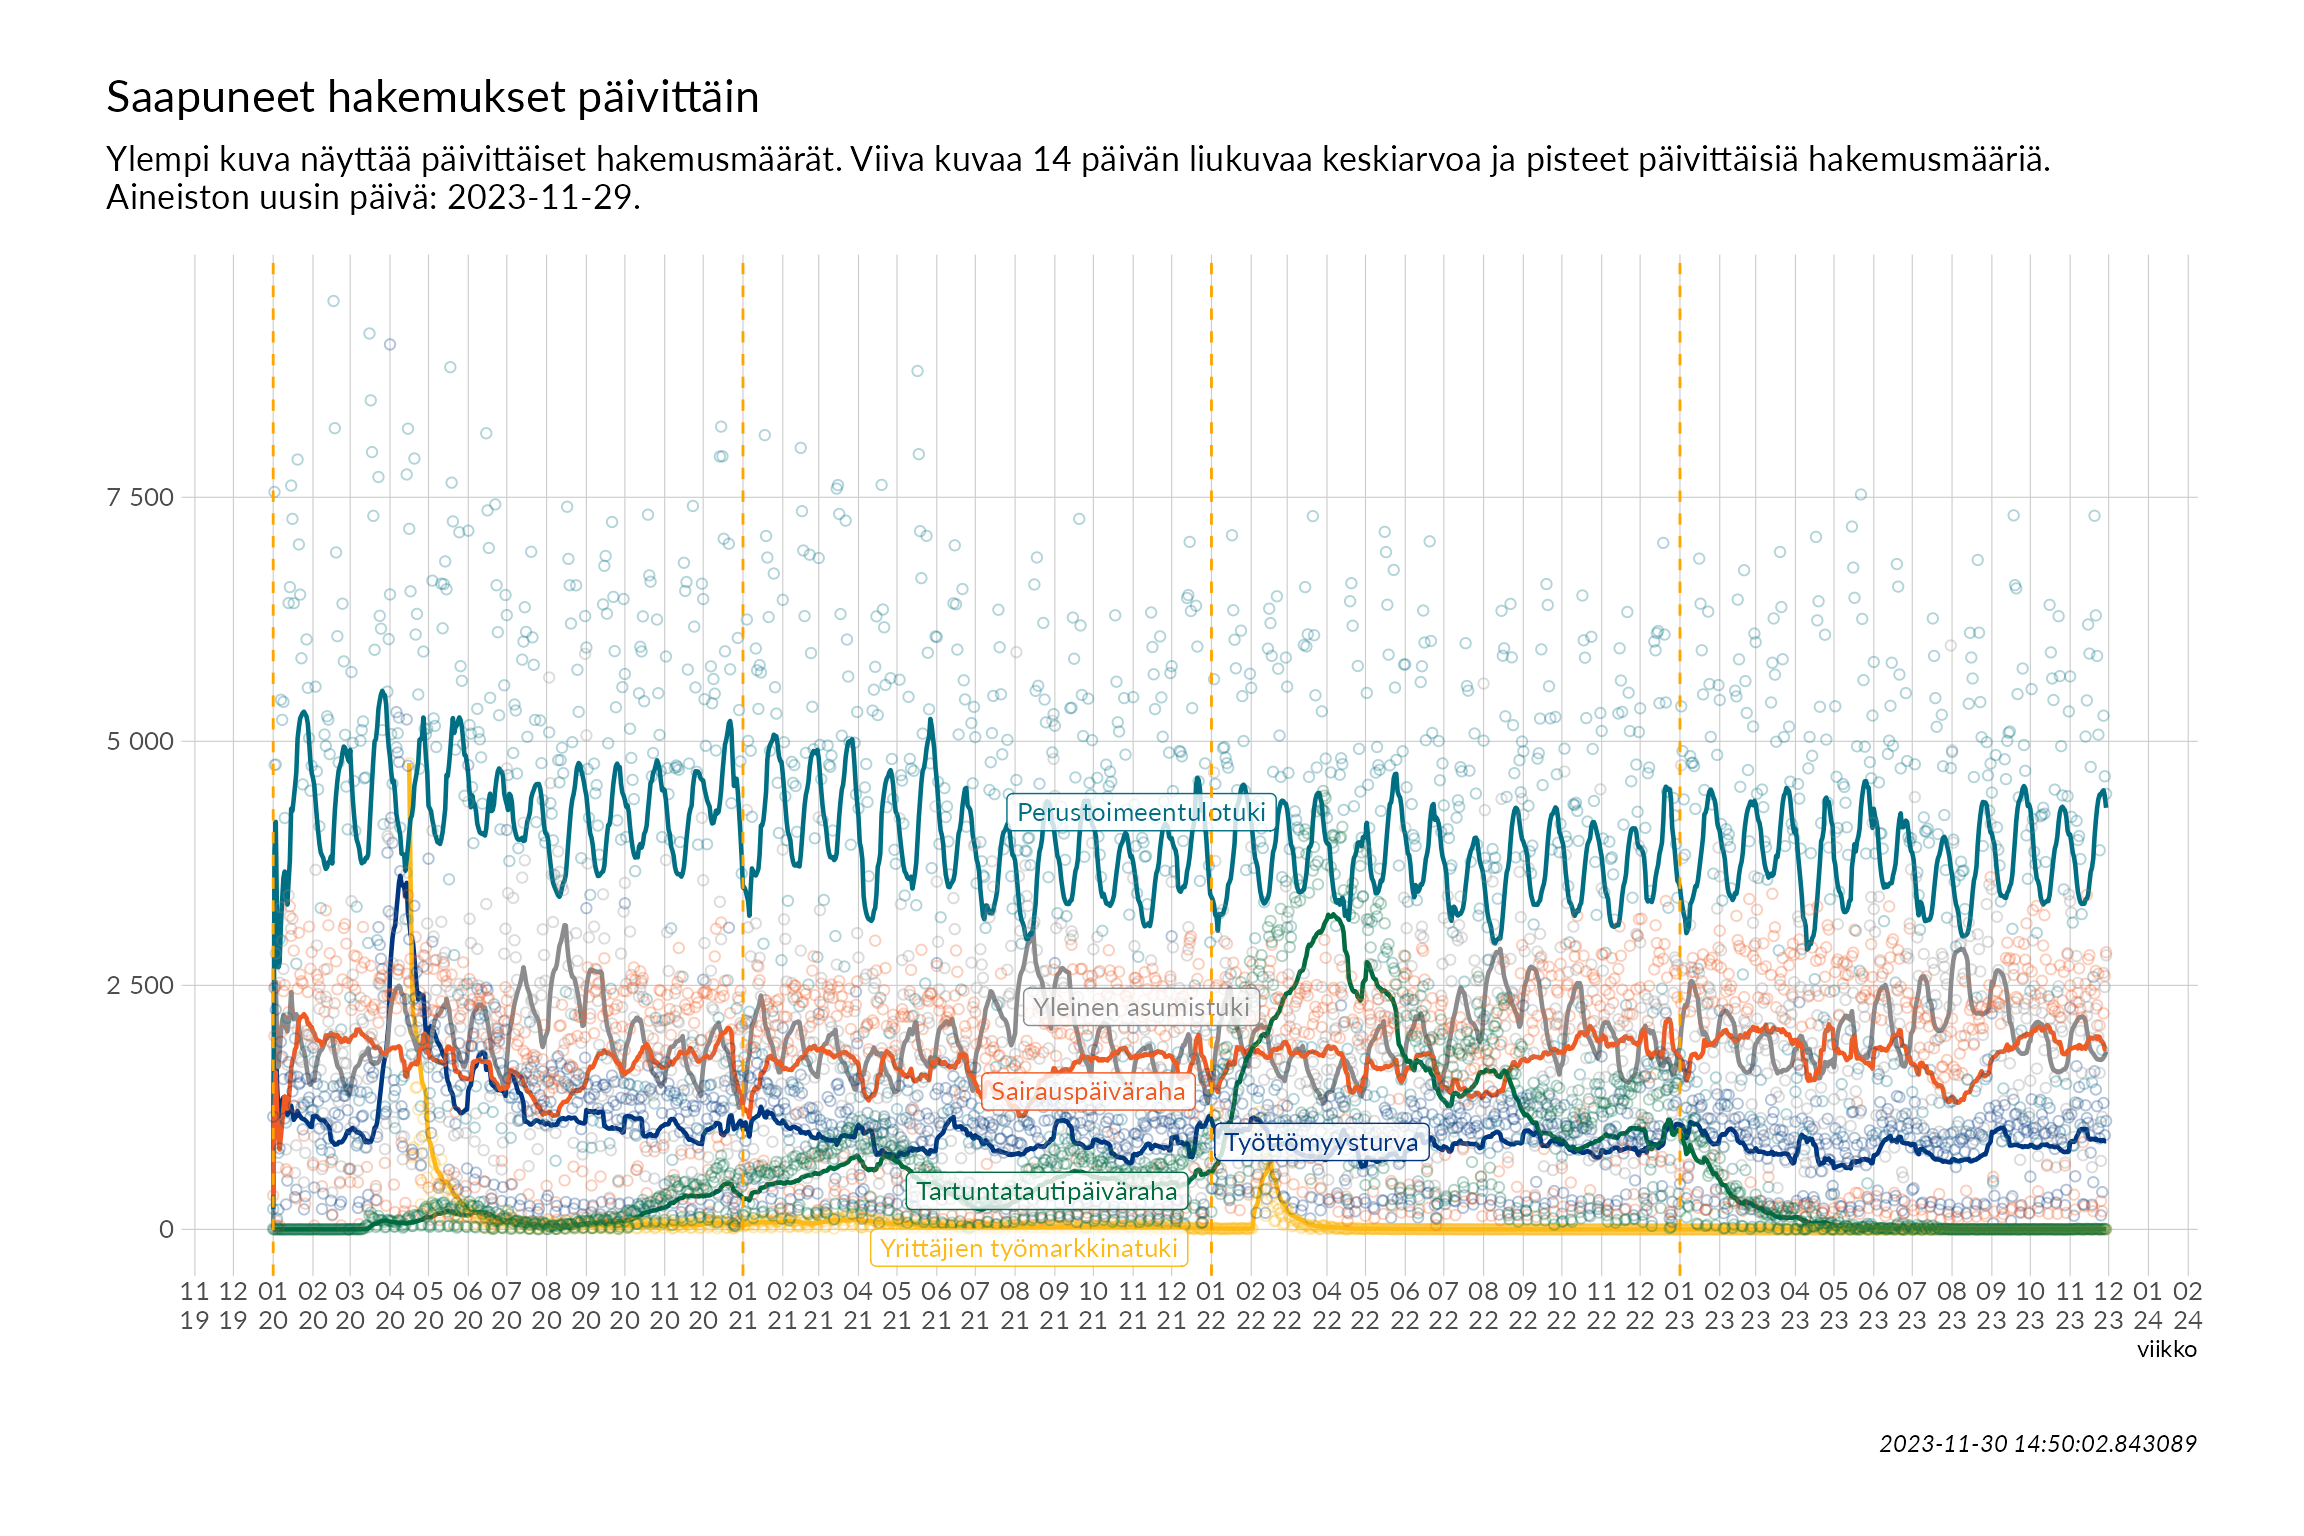 Saapuneet hakemukset päivittäin
Ylempi kuva näyttää päivittäiset hakemusmäärät. Viiva kuvaa 14 päivän liukuvaa keskiarvoa ja pisteet päivittäisiä hakemusmääriä.
Aineiston uusin päivä: 2023-11-29.
7 500
5 000
2 500
0
Perustoimeentulotuki
Yleinen asumistuki
Sairauspäiväraha
Työttömyysturva
Tartuntatautipäiväraha
Yrittäjien työmarkkinatuki
11 12 01 02 03 04 05 06 07 08 09 10 11 12 01 02 03 04 05 06 07 08 09 10 11 12 01 02 03 04 05 06 07 08 09 10 11 12 01 02 03 04 05 06 07 08 09 10 11 12 01 02
19 19 20 20 20 20 20 20 20 20 20 20 20 20 21 21 21 21 21 21 21 21 21 21 21 21 22 22 22 22 22 22 22 22 22 22 22 22 23 23 23 23 23 23 23 23 23 23 23 23 24 24
viikko
2023-11-30 14:50:02.843089